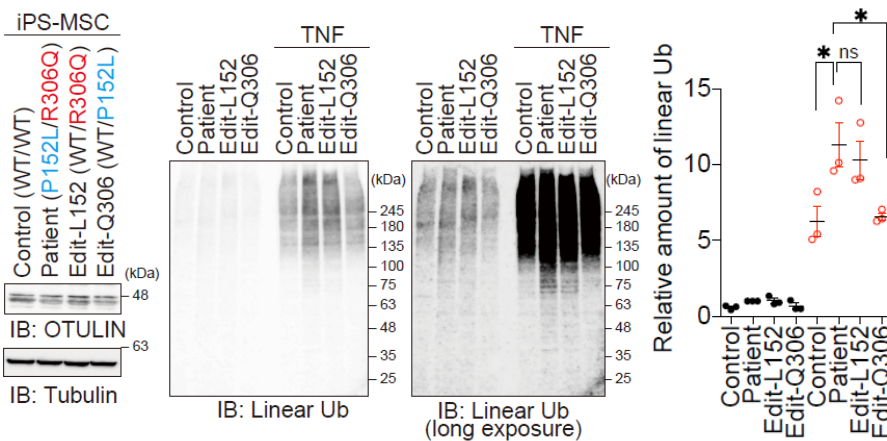 iPS-MSC
Control (WT/WT)
Patient (P152L/R306Q)
Edit-L152 (WT/R306Q)
Edit-Q306 (WT/P152L)
(kDa)
48
IB: OTULIN
63
IB: Tubulin
TNF
Control
Patient
Edit-L152
Edit-Q306
Control
Patient
Edit-L152
Edit-Q306
(kDa)
245
180
135
100
75
63
48
35
25
IB: Linear Ub
TNF
Control
Patient
Edit-L152
Edit-Q306
Control
Patient
Edit-L152
Edit-Q306
(kDa)
245
180
135
100
75
63
48
35
25
IB: Linear Ub
(long exposure)
Relative amount of linear Ub
15
10
5
0
*
*
ns
Control
Patient
Edit-L152
Edit-Q306
Control
Patient
Edit-L152
Edit-Q306